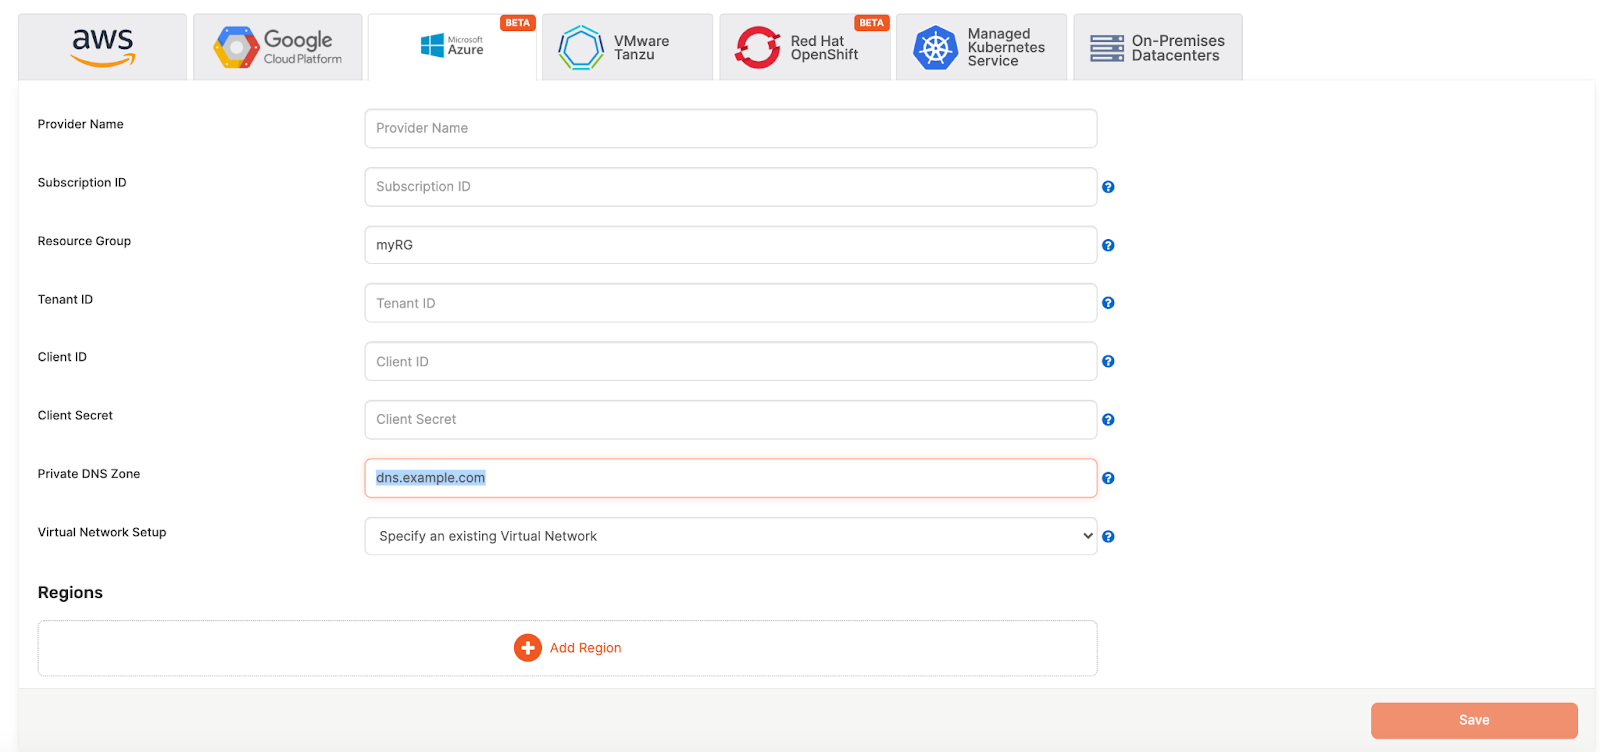 aws
Google
Cloud Platform
BETA
Microsoft
Azure
VMware
Tanzu
BETA
Red Hat
OpenShift
Managed
Kubernetes
Service
On-Premises
Datacenters
Provider Name
Provider Name
Subscription ID
Subscription ID
Resource Group
myRG
Tenant ID
Tenant ID
Client ID
Client ID
Client Secret
Client Secret
Private DNS Zone
dns.example.com
Virtual Network Setup
Specify an existing Virtual Network
Regions
Add Region
Save